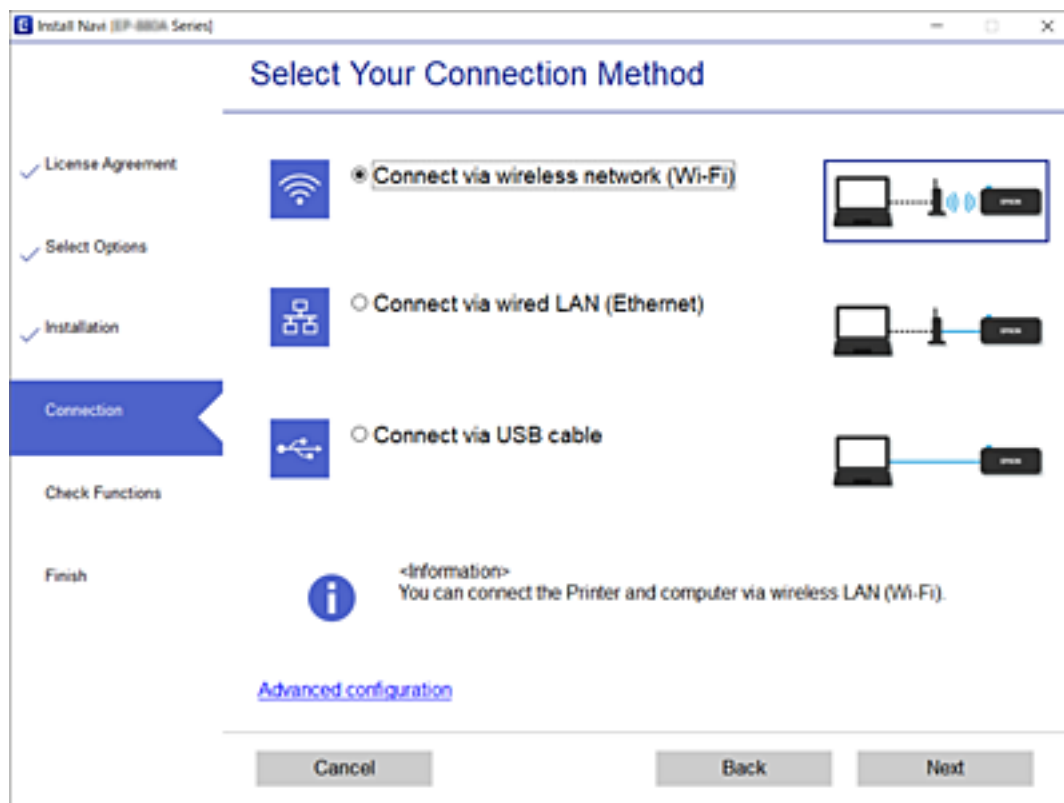 Install Navi [EP-880A Series]
Select Your Connection Method
License Agreement
Select Options
Installation
Connection
Check Functions
Finish
Connect via wireless network (Wi-Fi)
Connect via wired LAN (Ethernet)
Connect via USB cable
<Information>
You can connect the Printer and computer via wireless LAN (Wi-Fi).
Advanced configuration
Cancel
Back
Next